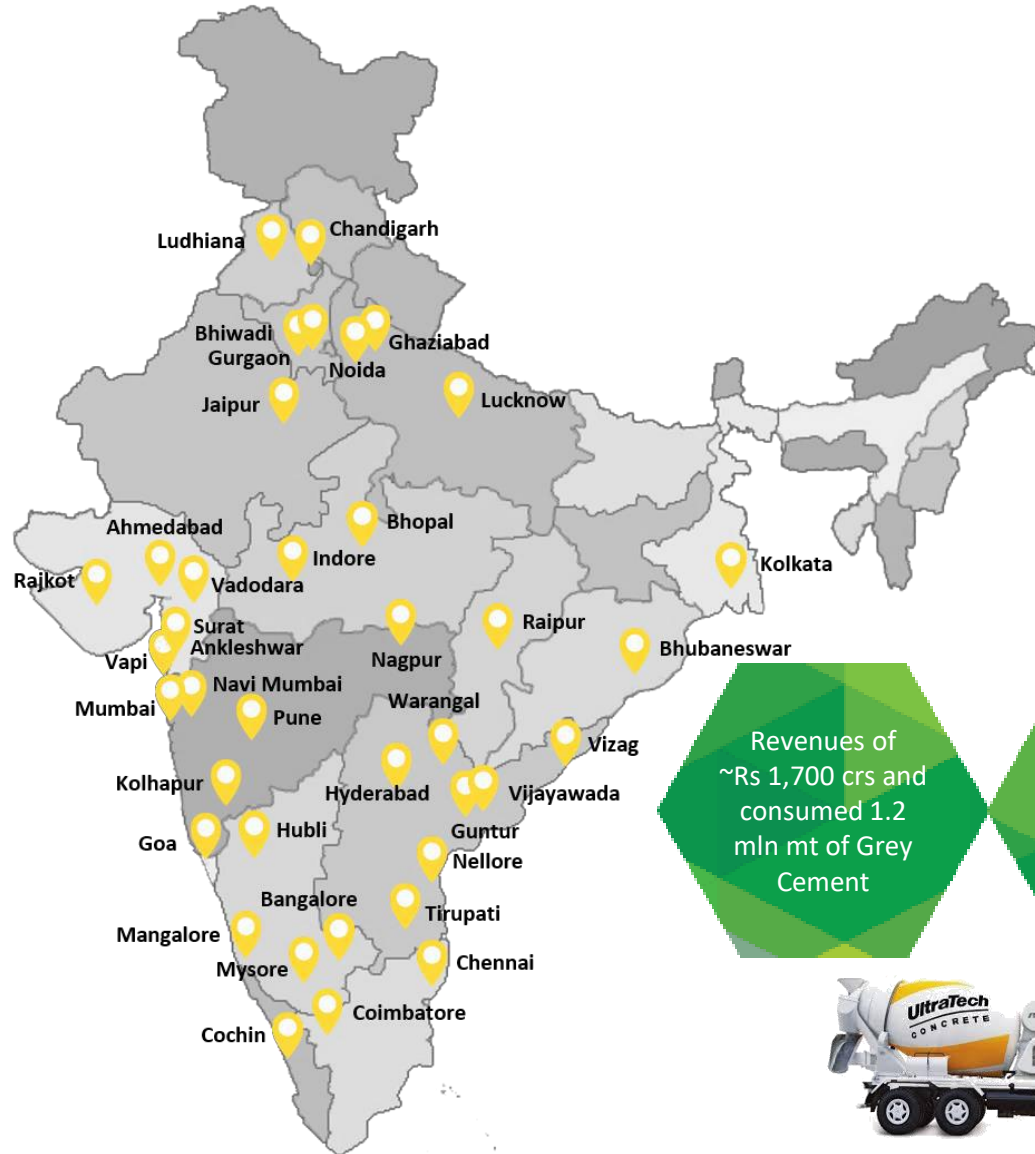 Chandigarh
Ludhiana
Bhiwadi
Gurgaon
Ghaziabad
Noida
Jaipur
Lucknow
Ahmedabad
Bhopal
Indore
Kolkata
Rajkot
Vadodara
Surat
Ankleshwar
Vapi
Raipur
Nagpur
Bhubaneswar
Navi Mumbai
Mumbai
Pune
Warangal
Vizag
Kolhapur
Hyderabad
Vijayawada
Guntur
Goa
Hubli
Nellore
Bangalore
Tirupati
Mangalore
Mysore
Chennai
Coimbatore
Cochin
Revenues of
~Rs 1,700 crs and
consumed 1.2
mln mt of Grey
Cement
UltraTech
CONCRETE